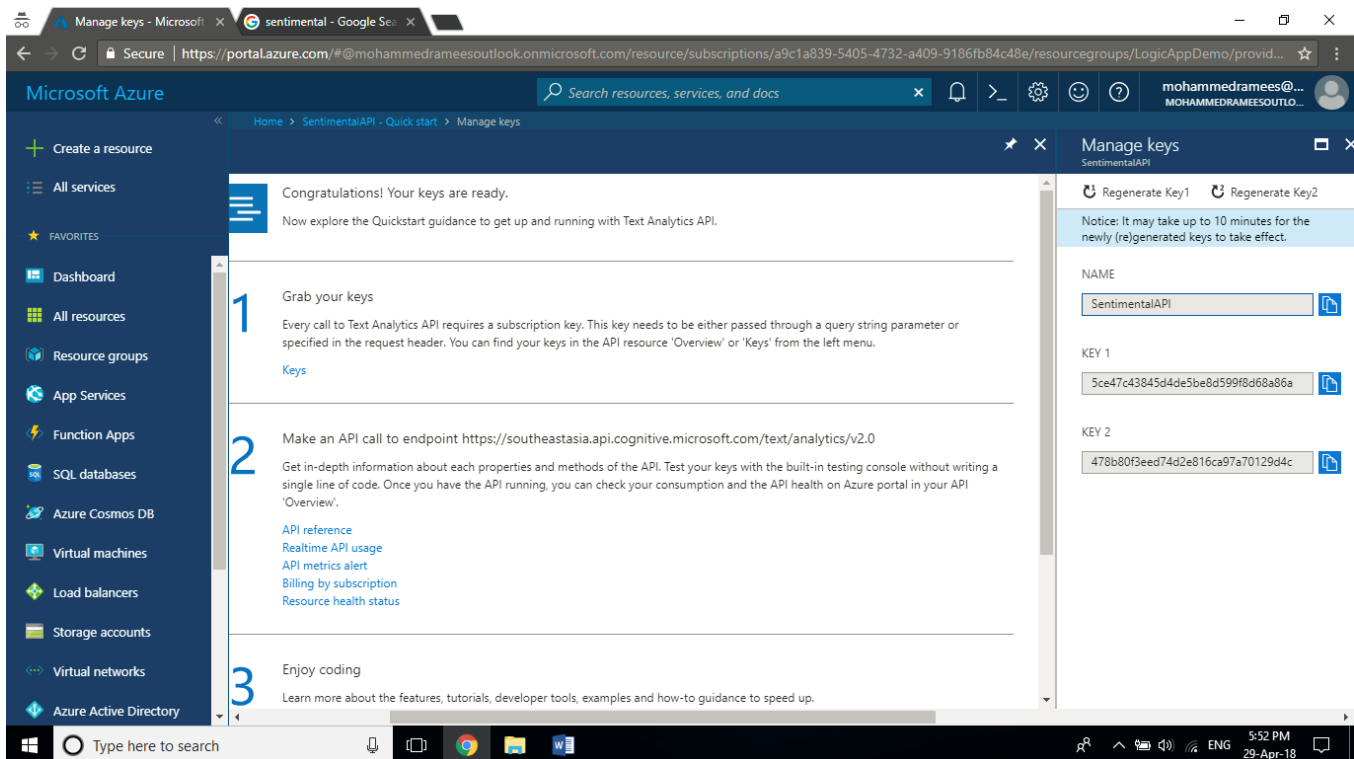 Manage keys - Microsoft
sentimental - Google Sea
Secure | https://portal.azure.com/#@mohammedrameesoutlook.onmicrosoft.com/resource/subscriptions/a9c1a839-5405-4732-a409-9186fb84c48e/resourcegroups/LogicAppDemo/provid...
Microsoft Azure
Search resources, services, and docs
mohammedramees@...
MOHAMMEDRAMEESOUTLO...
Home > SentimentalAPI - Quick start > Manage keys
Create a resource
All services
FAVORITES
Dashboard
All resources
Resource groups
App Services
Function Apps
SQL databases
Azure Cosmos DB
Virtual machines
Load balancers
Storage accounts
Virtual networks
Azure Active Directory
Congratulations! Your keys are ready.
Now explore the Quickstart guidance to get up and running with Text Analytics API.
1
Grab your keys
Every call to Text Analytics API requires a subscription key. This key needs to be either passed through a query string parameter or
specified in the request header. You can find your keys in the API resource 'Overview' or 'Keys' from the left menu.
Keys
2
Make an API call to endpoint https://southeastasia.api.cognitive.microsoft.com/text/analytics/v2.0
Get in-depth information about each properties and methods of the API. Test your keys with the built-in testing console without writing a
single line of code. Once you have the API running, you can check your consumption and the API health on Azure portal in your API
'Overview'.
API reference
Realtime API usage
API metrics alert
Billing by subscription
Resource health status
3
Enjoy coding
Learn more about the features, tutorials, developer tools, examples and how-to guidance to speed up.
Manage keys
SentimentalAPI
Regenerate Key1
Regenerate Key2
Notice: It may take up to 10 minutes for the
newly (re)generated keys to take effect.
NAME
SentimentalAPI
KEY 1
5ce47c43845d4de5be8d599f8d68a86a
KEY 2
478b80f3eed74d2e816ca97a70129d4c
Type here to search
ENG
5:52 PM
29-Apr-18